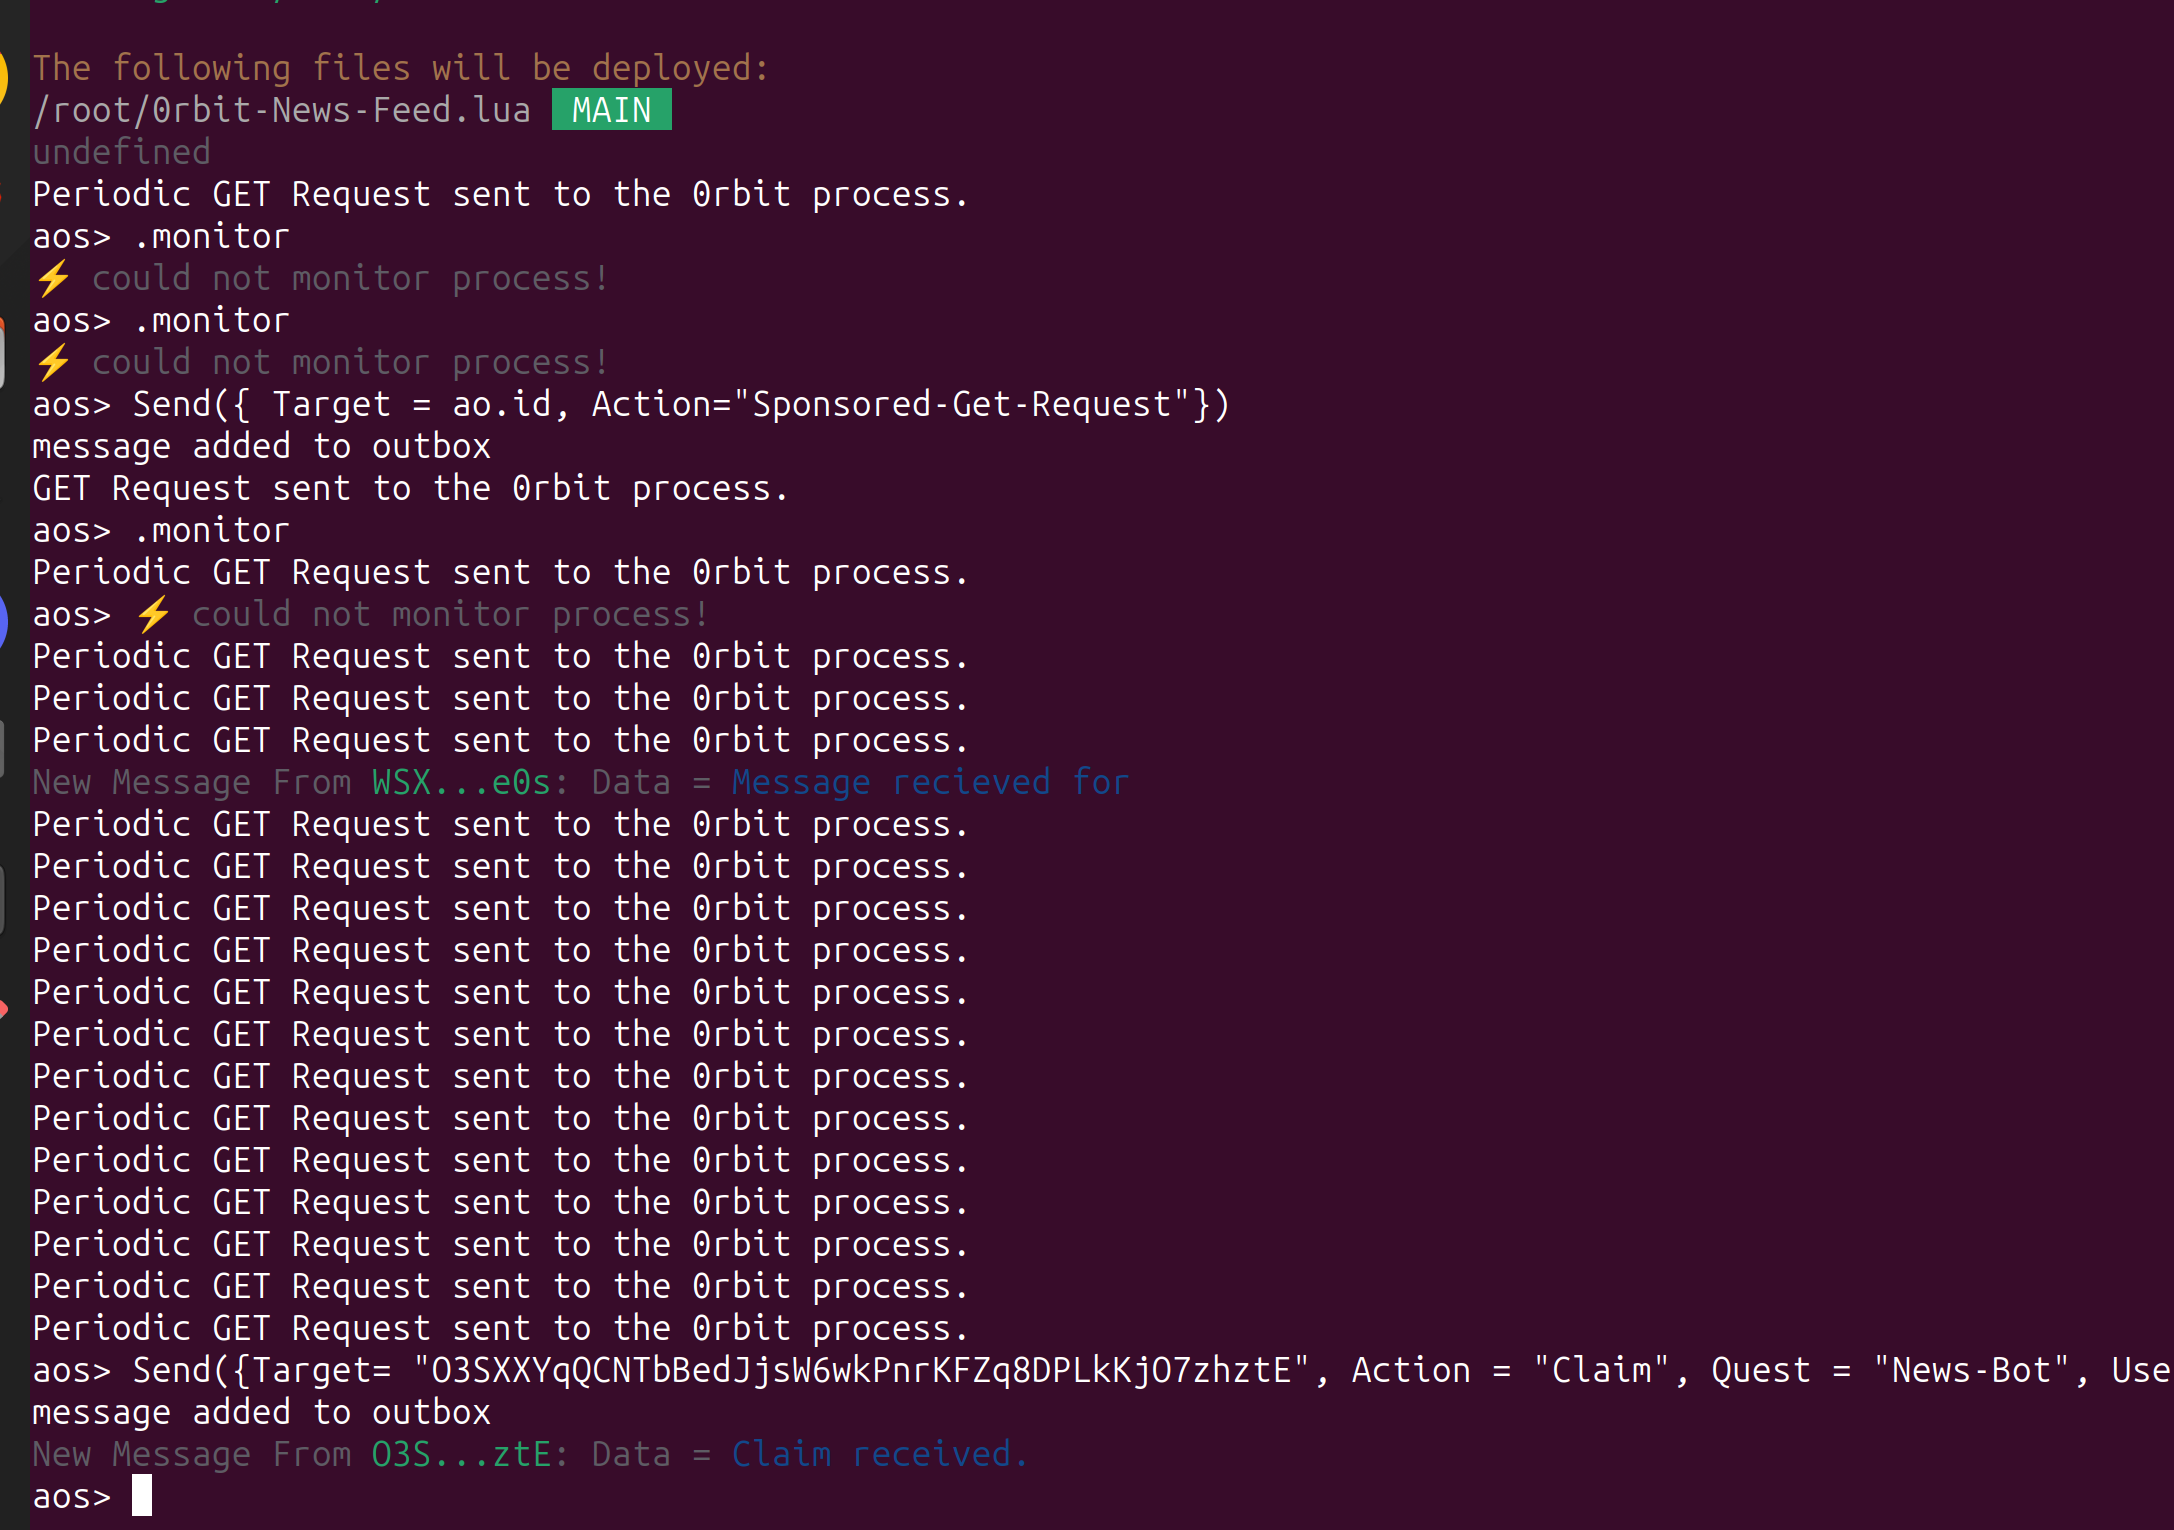 The following files will be deployed:
/root/0rbit-News-Feed.lua MAIN
undefined
Periodic GET Request sent to the 0rbit process.
aos> .monitor
⚡ could not monitor process!
aos> .monitor
⚡ could not monitor process!
aos> Send({ Target = ao.id, Action="Sponsored-Get-Request"})
message added to outbox
GET Request sent to the 0rbit process.
aos> .monitor
Periodic GET Request sent to the 0rbit process.
aos> ⚡ could not monitor process!
Periodic GET Request sent to the 0rbit process.
Periodic GET Request sent to the 0rbit process.
Periodic GET Request sent to the 0rbit process.
New Message From WSX...e0s: Data = Message recieved for
Periodic GET Request sent to the 0rbit process.
Periodic GET Request sent to the 0rbit process.
Periodic GET Request sent to the 0rbit process.
Periodic GET Request sent to the 0rbit process.
Periodic GET Request sent to the 0rbit process.
Periodic GET Request sent to the 0rbit process.
Periodic GET Request sent to the 0rbit process.
Periodic GET Request sent to the 0rbit process.
Periodic GET Request sent to the 0rbit process.
Periodic GET Request sent to the 0rbit process.
Periodic GET Request sent to the 0rbit process.
Periodic GET Request sent to the 0rbit process.
Periodic GET Request sent to the 0rbit process.
aos> Send({Target= "O3SXXYqQCNTbBedJjsW6wkPnrKFZq8DPLkKjO7zhztE", Action = "Claim", Quest = "News-Bot", Use
message added to outbox
New Message From O3S...ztE: Data = Claim received.
aos>